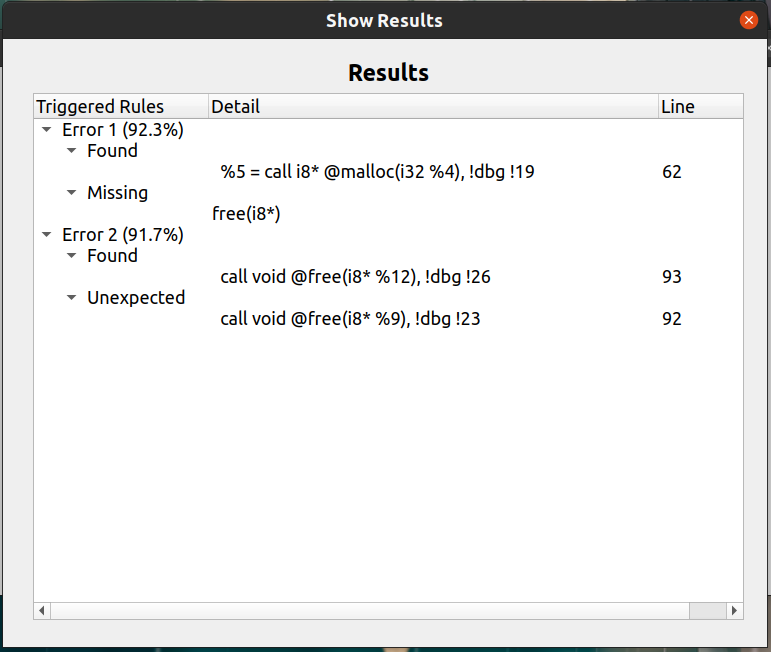 Show Results
Results
Triggered Rules Detail Line
Error 1 (92.3%)
Found
%5 = call i8* @malloc(i32 %4), !dbg !19 62
Missing
free(i8*)
Error 2 (91.7%)
Found
call void @free(i8* %12), !dbg !26 93
Unexpected
call void @free(i8* %9), !dbg !23 92